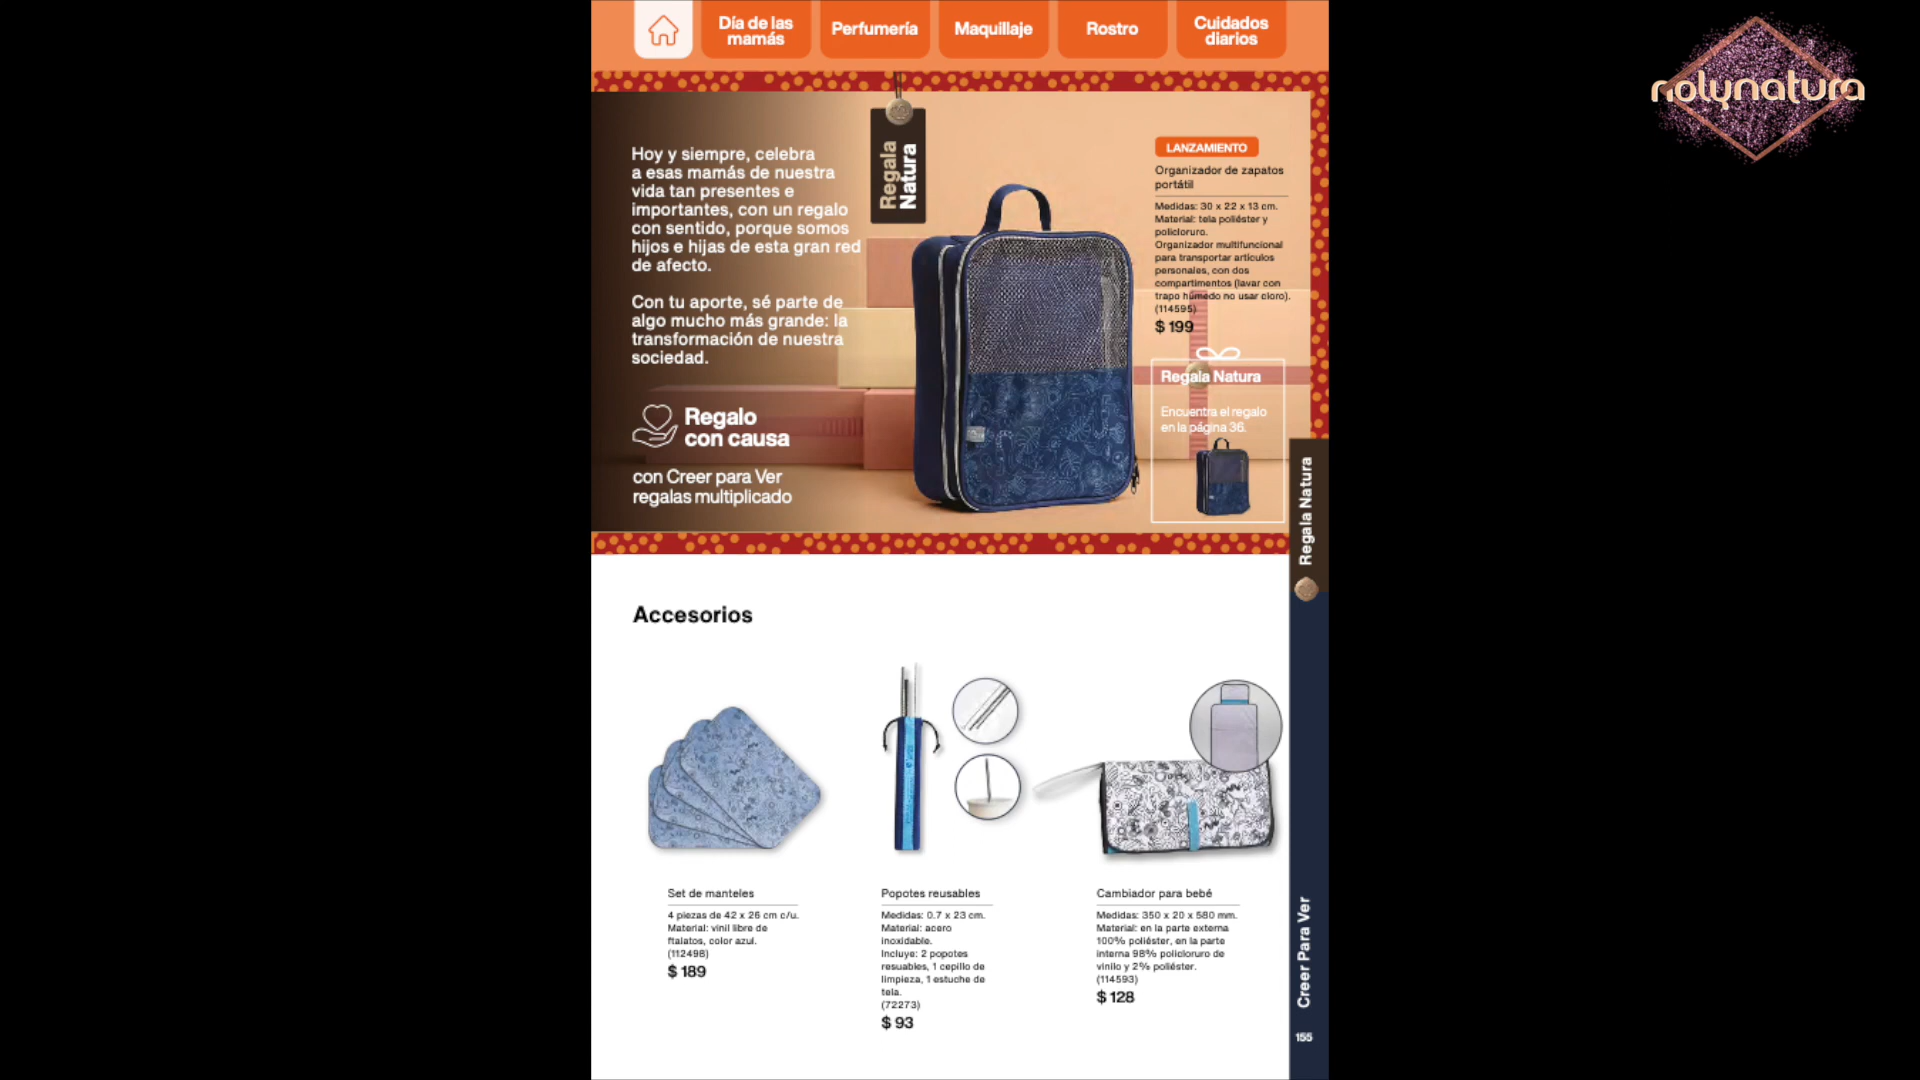 Día de las
mamás
Perfumería
Maquillaje
Rostro
Cuidados
diarios
nolynatura
Hoy y siempre, celebra
a esas mamás de nuestra
vida tan presentes e
importantes, con un regalo
con sentido, porque somos
hijos e hijas de esta gran red
de afecto.
Con tu aporte, sé parte de
algo mucho más grande: la
transformación de nuestra
sociedad.
Regalo
con causa
con Creer para Ver
regalas multiplicado
Regala
Natura
LANZAMIENTO
Organizador de zapatos
portátil
Medidas: 30 x 22 x 13 cm.
Material: tela poliéster y
policloruro.
Organizador multifuncional
para transportar artículos
personales, con dos
compartimentos (lavar con
trapo húmedo no usar cloro).
(114595)
$ 199
Regala Natura
Encuentra el regalo
en la página 36.
Regala Natura
Accesorios
Set de manteles
4 piezas de 42 x 26 cm c/u.
Material: vinil libre de
ftalatos, color azul.
(112498)
$ 189
Popotes reusables
Medidas: 0.7 x 23 cm.
Material: acero
inoxidable.
Incluye: 2 popotes
resuables, 1 cepillo de
limpieza, 1 estuche de
tela.
(72273)
$ 93
Cambiador para bebé
Medidas: 350 x 20 x 580 mm.
Material: en la parte externa
100% poliéster, en la parte
interna 98% policloruro de
vinilo y 2% poliéster.
(114593)
$ 128
Creer Para Ver
155